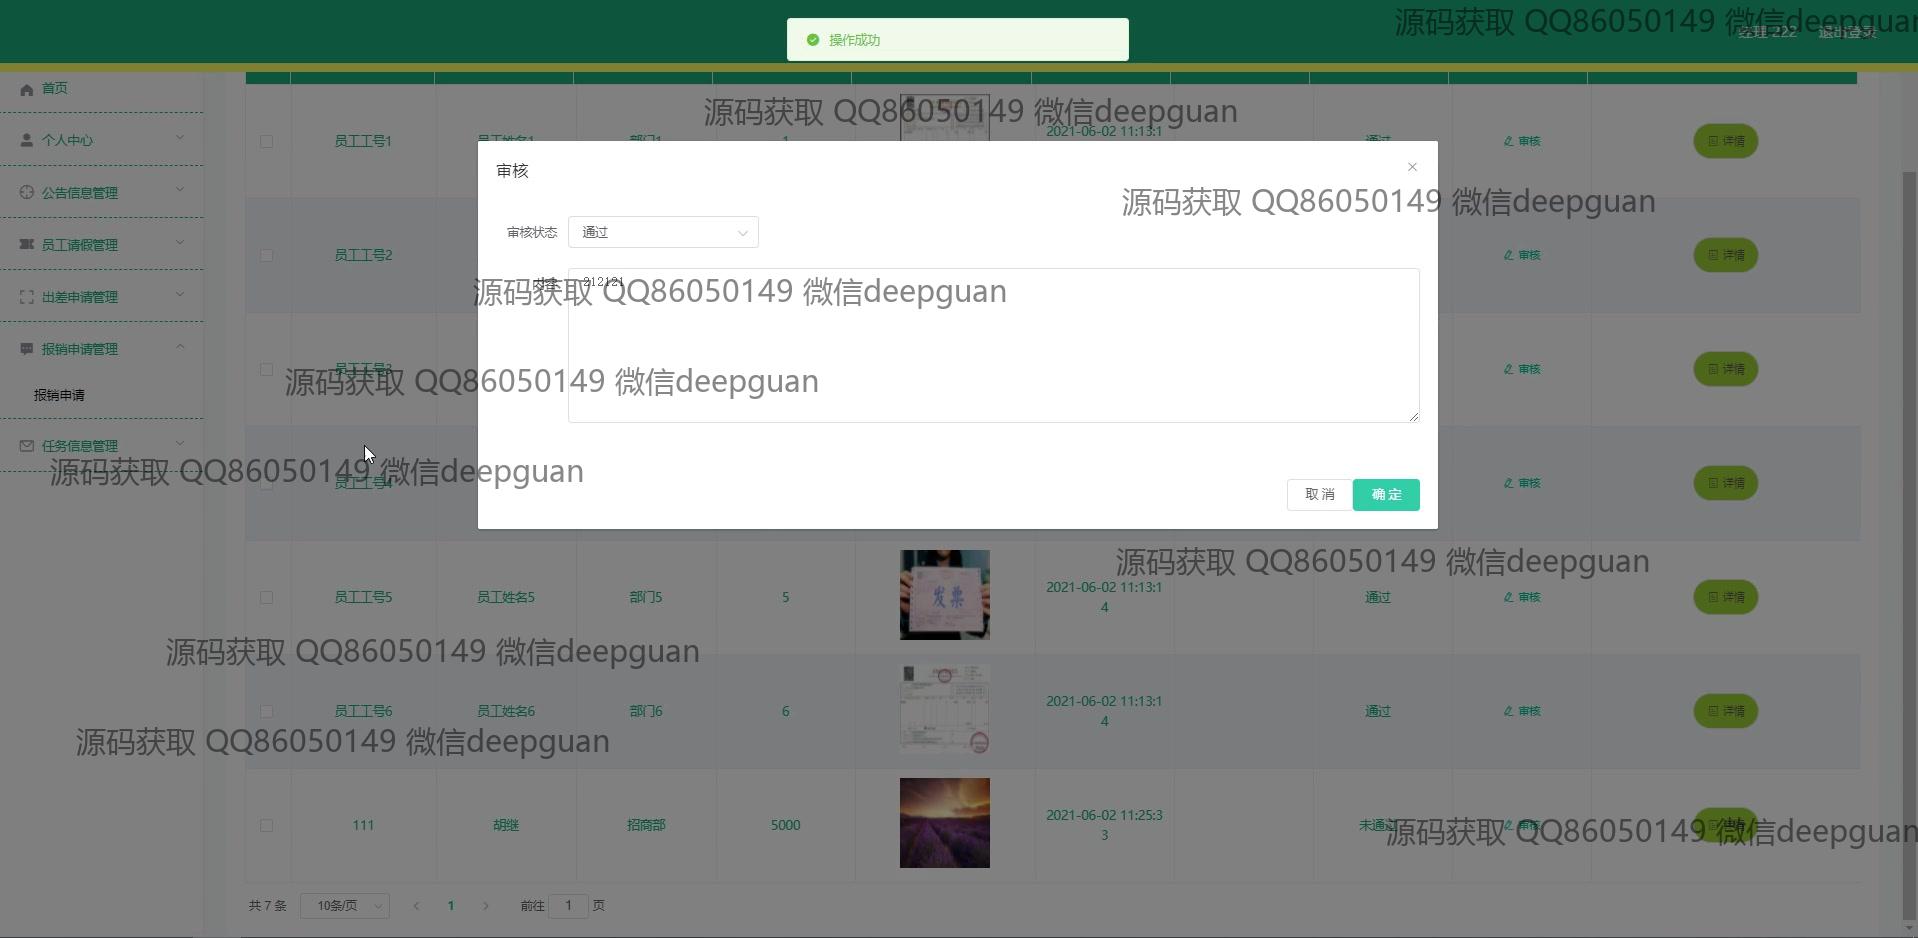 操作成功
源码获取 QQ86050149 微信deepguan
经理 222 退出登录
首页
个人中心
公告信息管理
员工请假管理
出差申请管理
报销申请管理
报销申请
任务信息管理
源码获取 QQ86050149 微信deepguan
员工工号1 员工姓名1 部门1 1 2021-06-02 11:13:1 通过 审核 详情
审核
源码获取 QQ86050149 微信deepguan
审核状态 通过
员工工号2 审核 详情
内容 212121
源码获取 QQ86050149 微信deepguan
员工工号3 审核 详情
源码获取 QQ86050149 微信deepguan
源码获取 QQ86050149 微信deepguan
员工工号4 审核 详情
取消 确定
源码获取 QQ86050149 微信deepguan
发票
员工工号5 员工姓名5 部门5 5 2021-06-02 11:13:1
4 通过 审核 详情
源码获取 QQ86050149 微信deepguan
员工工号6 员工姓名6 部门6 6 2021-06-02 11:13:1
4 通过 审核 详情
源码获取 QQ86050149 微信deepguan
111 胡继 招商部 5000 2021-06-02 11:25:3
3 未通过 审核 详情
源码获取 QQ86050149 微信deepguan
共 7 条 10条/页 1 前往 1 页